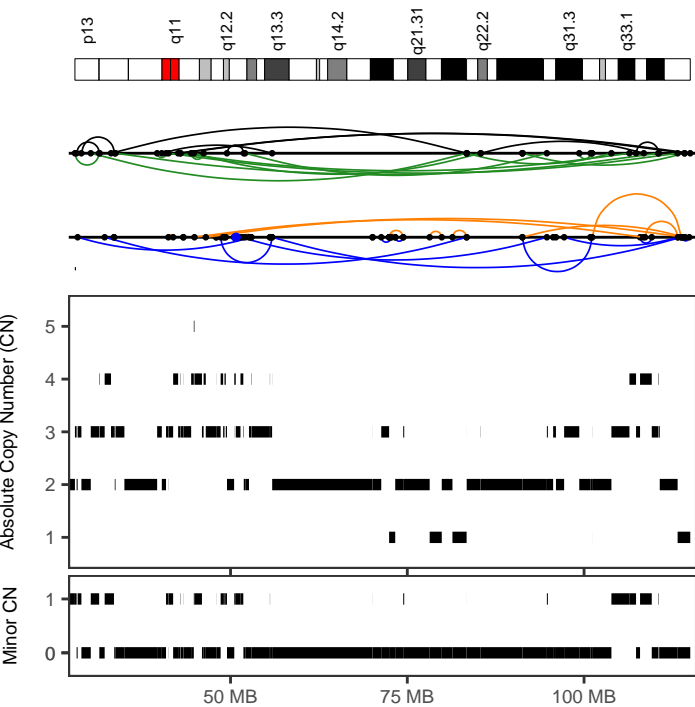 p13
q11
q12.2
q13.3
q14.2
q21.31
q22.2
q31.3
q33.1
Absolute Copy Number (CN)
5
4
3
2
1
Minor CN
1
0
50 MB
75 MB
100 MB